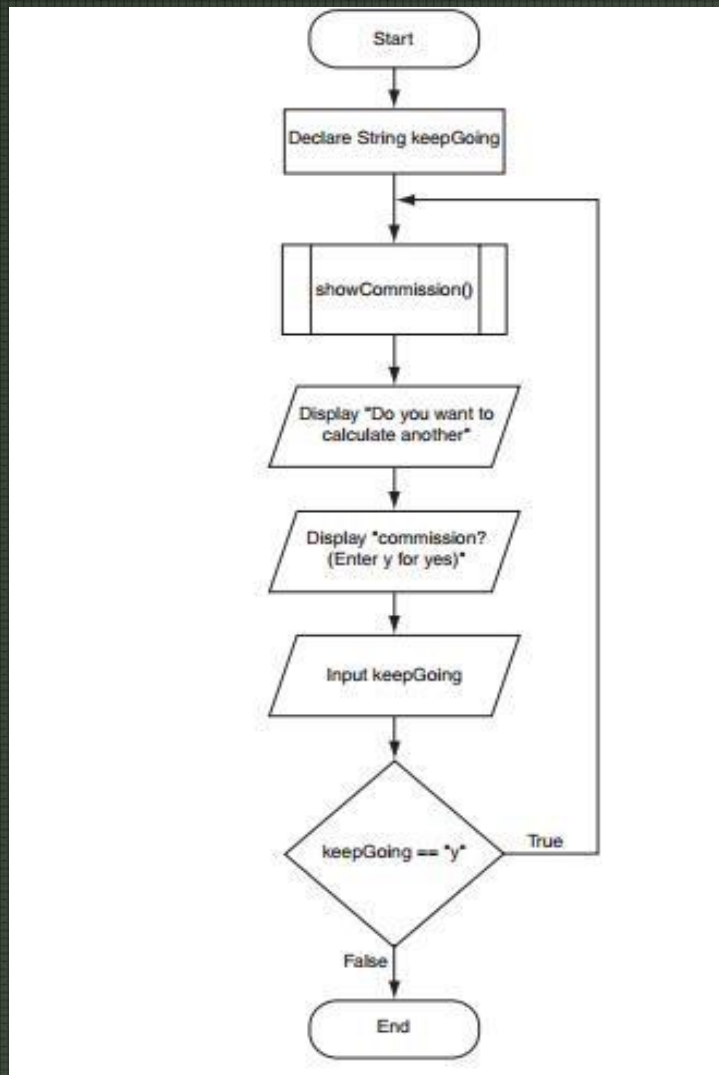 Start
Declare String keepGoing
showCommission()
Display "Do you want to
calculate another"
Display "commission?
(Enter y for yes)"
Input keepGoing
keepGoing == "y"
True
False
End